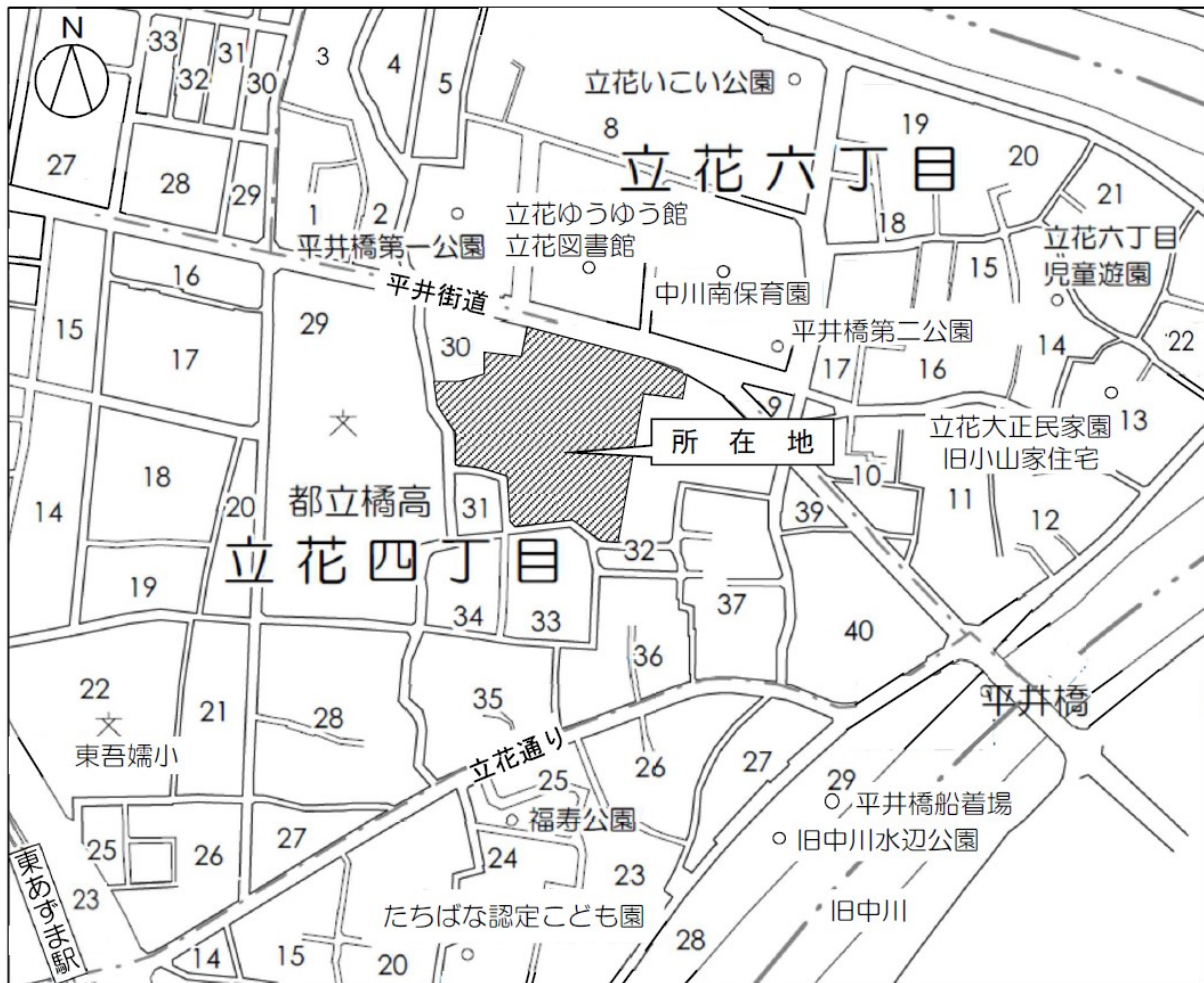 N
33
32
31
30
3
4
5
27
28
29
1
2
立花いこい公園
8
19
20
立花六丁目
21
18
立花ゆうゆう館
立花図書館
平井橋第一公園
平井街道
中川南保育園
平井橋第二公園
15
立花六丁目
児童遊園
14
22
16
15
17
29
30
17
16
9
13
立花大正民家園
旧小山家住宅
所在地
10
11
12
18
14
20
都立橘高
31
39
立花四丁目
32
19
34
33
37
40
36
22
東吾嬬小
21
28
35
平井橋
立花通り
25
26
27
29
平井橋船着場
旧中川水辺公園
福寿公園
25
26
27
24
23
23
東あずま駅
たちばな認定こども園
旧中川
28
14
15
20